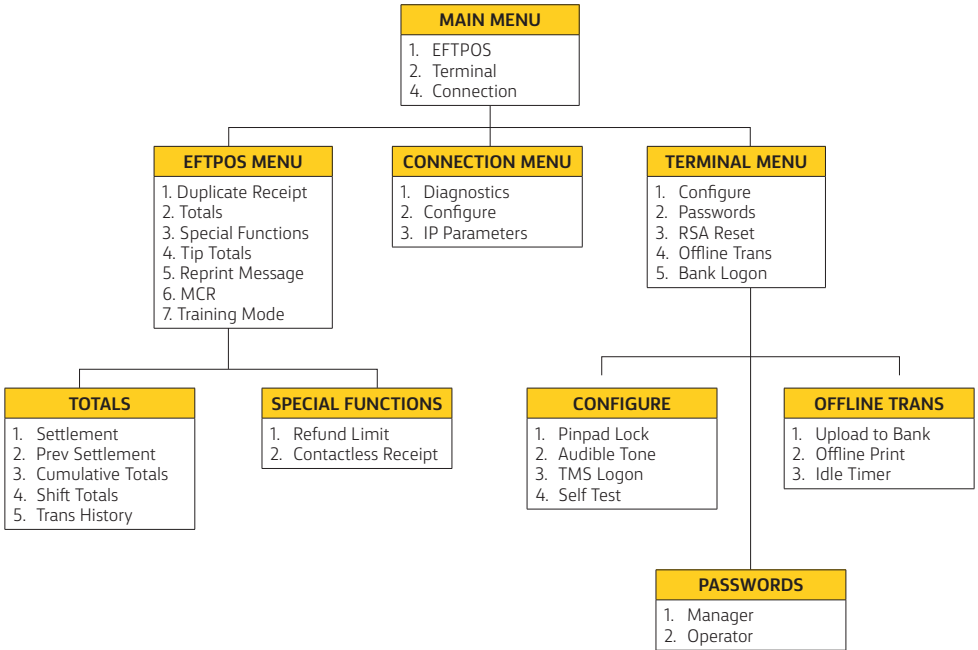 MAIN MENU
1. EFTPOS
2. Terminal
4. Connection
EFTPOS MENU
1. Duplicate Receipt
2. Totals
3. Special Functions
4. Tip Totals
5. Reprint Message
6. MCR
7. Training Mode
CONNECTION MENU
1. Diagnostics
2. Configure
3. IP Parameters
TERMINAL MENU
1. Configure
2. Passwords
3. RSA Reset
4. Offline Trans
5. Bank Logon
TOTALS
1. Settlement
2. Prev Settlement
3. Cumulative Totals
4. Shift Totals
5. Trans History
SPECIAL FUNCTIONS
1. Refund Limit
2. Contactless Receipt
CONFIGURE
1. Pinpad Lock
2. Audible Tone
3. TMS Logon
4. Self Test
OFFLINE TRANS
1. Upload to Bank
2. Offline Print
3. Idle Timer
PASSWORDS
1. Manager
2. Operator